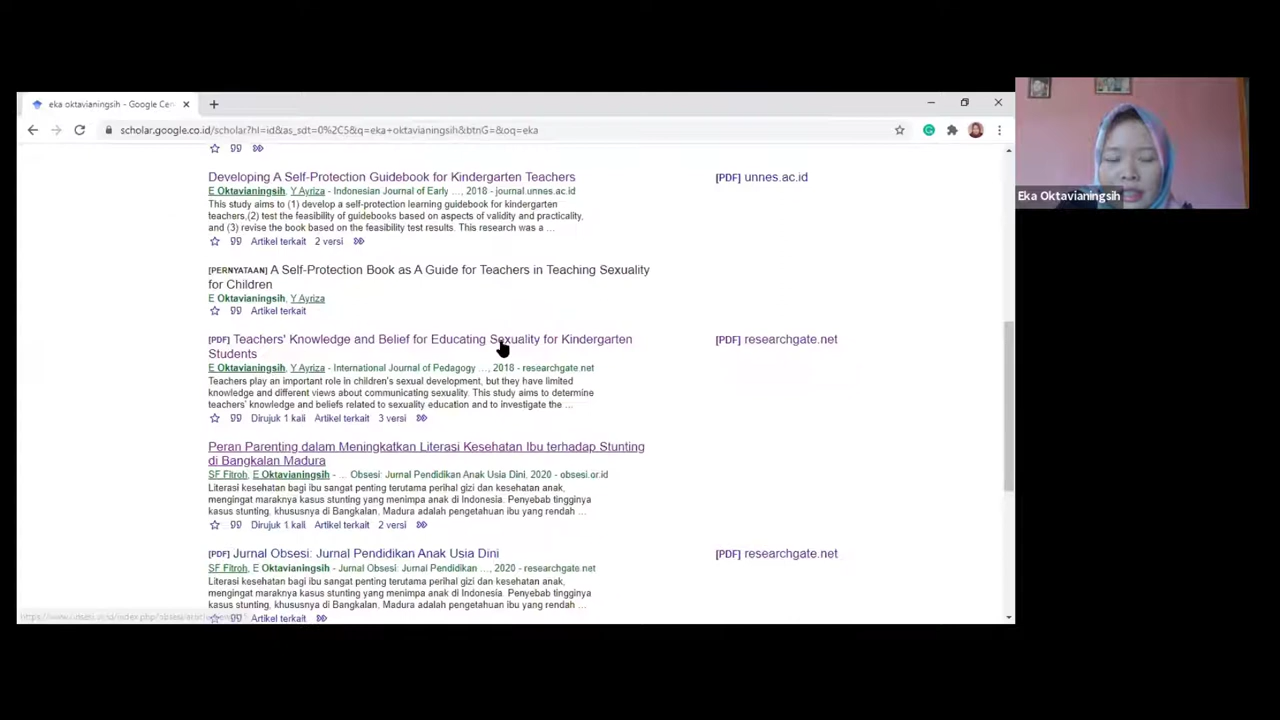 eka oktavianingsih - Google Cen
scholar.google.co.id/scholar?hl=id&as_sdt=0%2C5&q=eka+oktavianingsih&btnG=&oq=eka
Developing A Self-Protection Guidebook for Kindergarten Teachers
[PDF] unnes.ac.id
E Oktavianingsih, Y Ayriza - Indonesian Journal of Early ..., 2018 - journal.unnes.ac.id
This study aims to (1) develop a self-protection learning guidebook for kindergarten
teachers,(2) test the feasibility of guidebooks based on aspects of validity and practicality,
and (3) revise the book based on the feasibility test results. This research was a ...
Artikel terkait 2 versi
[PERNYATAAN] A Self-Protection Book as A Guide for Teachers in Teaching Sexuality
for Children
E Oktavianingsih, Y Ayriza
Artikel terkait
[PDF] Teachers' Knowledge and Belief for Educating Sexuality for Kindergarten
Students
[PDF] researchgate.net
E Oktavianingsih, Y Ayriza - International Journal of Pedagogy ..., 2018 - researchgate.net
Teachers play an important role in children's sexual development, but they have limited
knowledge and different views about communicating sexuality. This study aims to determine
teachers' knowledge and beliefs related to sexuality education and to investigate the ...
Dirujuk 1 kali Artikel terkait 3 versi
Peran Parenting dalam Meningkatkan Literasi Kesehatan Ibu terhadap Stunting
di Bangkalan Madura
SF Fitroh, E Oktavianingsih - ... Obsesi: Jurnal Pendidikan Anak Usia Dini, 2020 - obsesi.or.id
Literasi kesehatan bagi ibu sangat penting terutama perihal gizi dan kesehatan anak,
mengingat maraknya kasus stunting yang menimpa anak di Indonesia. Penyebab tingginya
kasus stunting, khususnya di Bangkalan, Madura adalah pengetahuan ibu yang rendah ...
Dirujuk 1 kali Artikel terkait 2 versi
[PDF] Jurnal Obsesi: Jurnal Pendidikan Anak Usia Dini
[PDF] researchgate.net
SF Fitroh, E Oktavianingsih - Jurnal Obsesi: Jurnal Pendidikan ..., 2020 - researchgate.net
Literasi kesehatan bagi ibu sangat penting terutama perihal gizi dan kesehatan anak,
mengingat maraknya kasus stunting yang menimpa anak di Indonesia. Penyebab tingginya
kasus stunting, khususnya di Bangkalan, Madura adalah pengetahuan ibu yang rendah ...
Artikel terkait
Eka Oktavianingsih